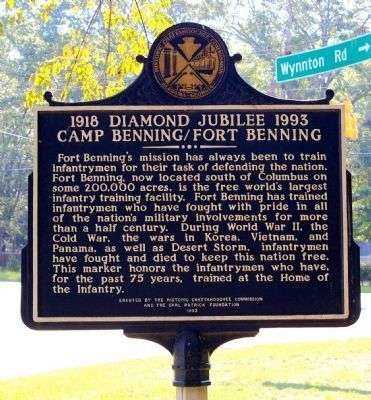 Wynnton Rd
1918 DIAMOND JUBILEE 1993
CAMP BENNING/FORT BENNING
Fort Benning's mission has always been to train
infantrymen for their task of defending the nation.
Fort Benning, now located south of Columbus on
some 200,000 acres, is the free world's largest
infantry training facility. Fort Benning has trained
infantrymen who have fought with pride in all
of the nation's military involvements for more
than a half century. During World War II, the
Cold War, the wars in Korea, Vietnam, and
Panama, as well as Desert Storm, infantrymen
have fought and died to keep this nation free.
This marker honors the infantrymen who have,
for the past 75 years, trained at the Home of
the Infantry.
ERECTED BY THE HISTORIC CHATTAHOOCHEE COMMISSION
AND THE PATRICK FOUNDATION
1993